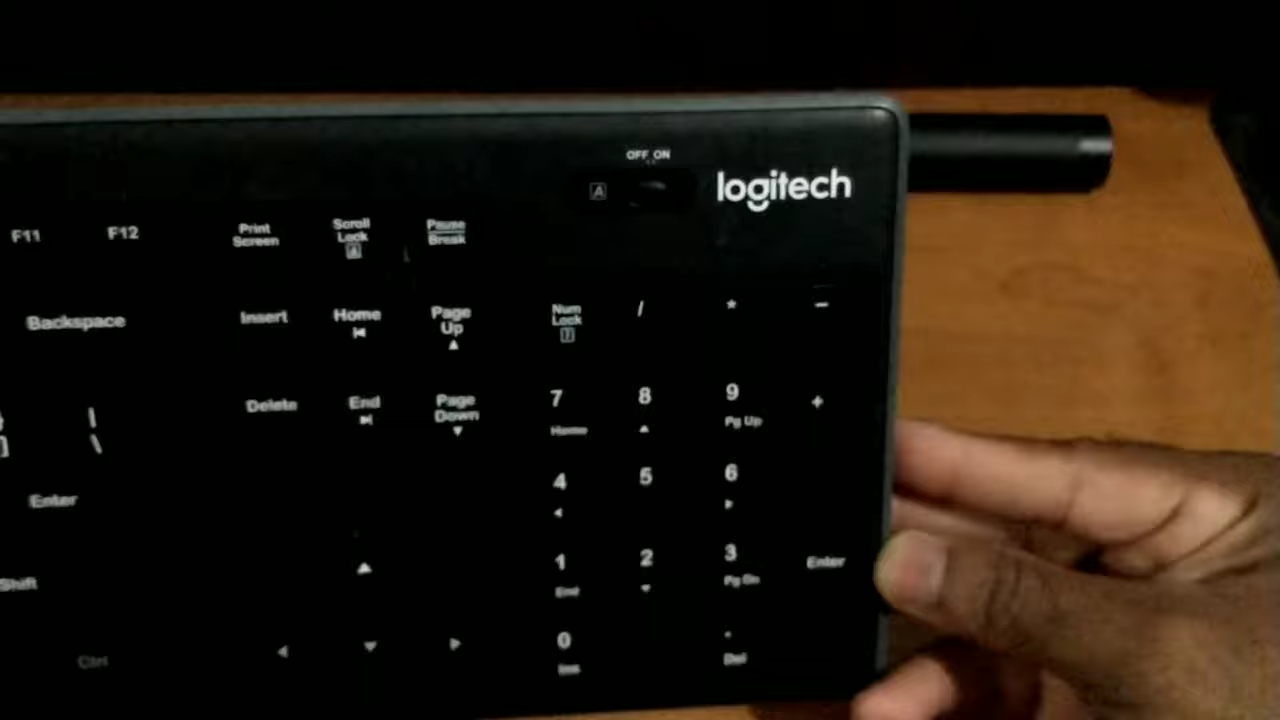 OFF ON
A
logitech
F11
F12
Print
Screen
Scroll
Lock
Pause
Break
Backspace
Insert
Home
Page
Up
Num
Lock
/
*
-
]
|
\
Delete
End
Page
Down
7
Home
8
9
Pg Up
+
Enter
4
5
6
Shift
1
End
2
3
Pg Dn
Enter
Ctrl
0
Ins
.
Del